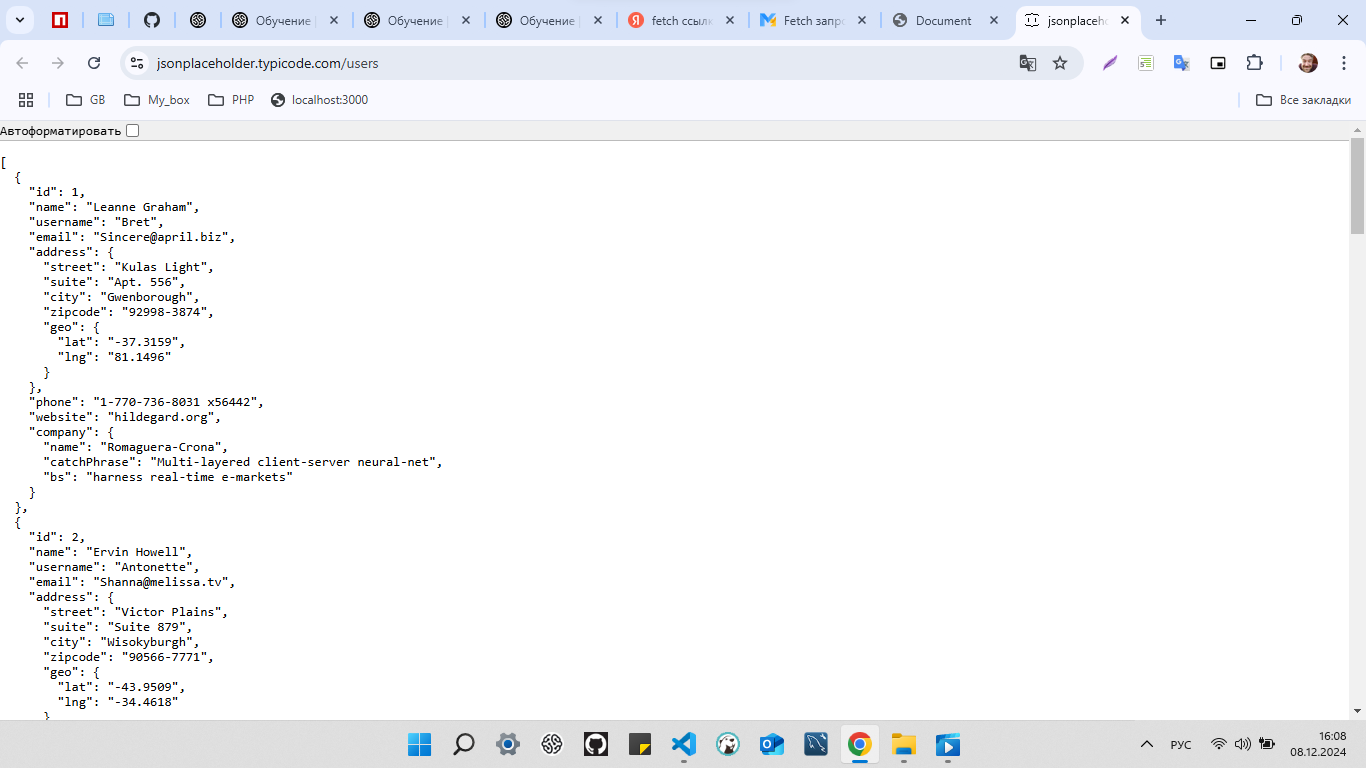 Обучение
Обучение
Обучение
fetch ссыл
Fetch запро
Document
jsonplaceho
jsonplaceholder.typicode.com/users
GB
My_box
PHP
localhost:3000
Все закладки
Автоформатировать
[
  {
    "id": 1,
    "name": "Leanne Graham",
    "username": "Bret",
    "email": "Sincere@april.biz",
    "address": {
      "street": "Kulas Light",
      "suite": "Apt. 556",
      "city": "Gwenborough",
      "zipcode": "92998-3874",
      "geo": {
        "lat": "-37.3159",
        "lng": "81.1496"
      }
    },
    "phone": "1-770-736-8031 x56442",
    "website": "hildegard.org",
    "company": {
      "name": "Romaguera-Crona",
      "catchPhrase": "Multi-layered client-server neural-net",
      "bs": "harness real-time e-markets"
    }
  },
  {
    "id": 2,
    "name": "Ervin Howell",
    "username": "Antonette",
    "email": "Shanna@melissa.tv",
    "address": {
      "street": "Victor Plains",
      "suite": "Suite 879",
      "city": "Wisokyburgh",
      "zipcode": "90566-7771",
      "geo": {
        "lat": "-43.9509",
        "lng": "-34.4618"
      }
РУС
16:08
08.12.2024